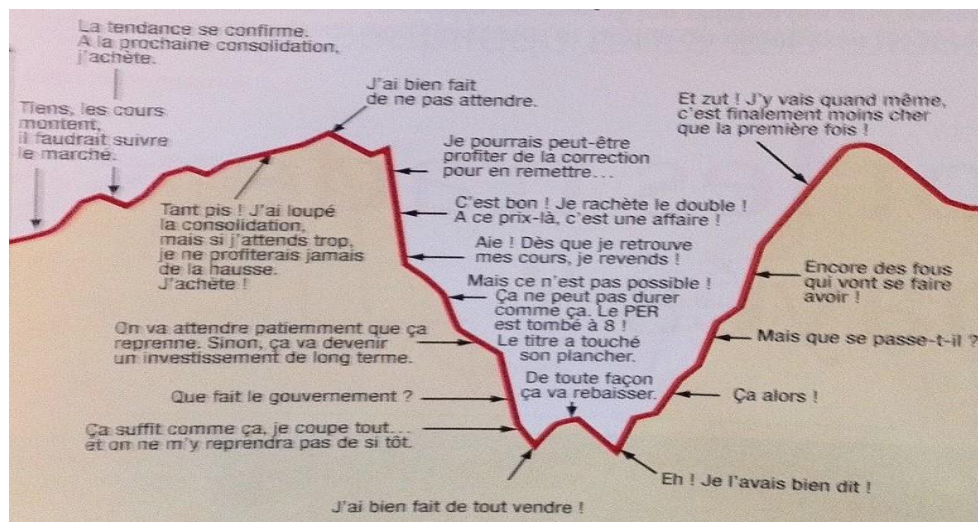 La tendance se confirme.
A la prochaine consolidation,
j'achète.
Tiens, les cours
montent,
il faudrait suivre
le marché.
J'ai bien fait
de ne pas attendre.
Tant pis ! J'ai loupé
la consolidation,
mais si j'attends trop,
je ne profiterais jamais
de la hausse.
J'achète !
Je pourrais peut-être
profiter de la correction
pour en remettre...
C'est bon ! Je rachète le double !
A ce prix-là, c'est une affaire !
Aie ! Dès que je retrouve
mes cours, je revends !
Mais ce n'est pas possible !
Ça ne peut pas durer
comme ça. Le PER
est tombé à 8 !
Le titre a touché
son plancher.
On va attendre patiemment que ça
reprenne. Sinon, ça va devenir
un investissement de long terme.
Que fait le gouvernement ?
Ça suffit comme ça, je coupe tout...
et on ne m'y reprendra pas de si tôt.
J'ai bien fait de tout vendre !
De toute façon
ça va rebaisser.
Eh ! Je l'avais bien dit !
Ça alors !
Mais que se passe-t-il ?
Encore des fous
qui vont se faire
avoir !
Et zut ! J'y vais quand même,
c'est finalement moins cher
que la première fois !